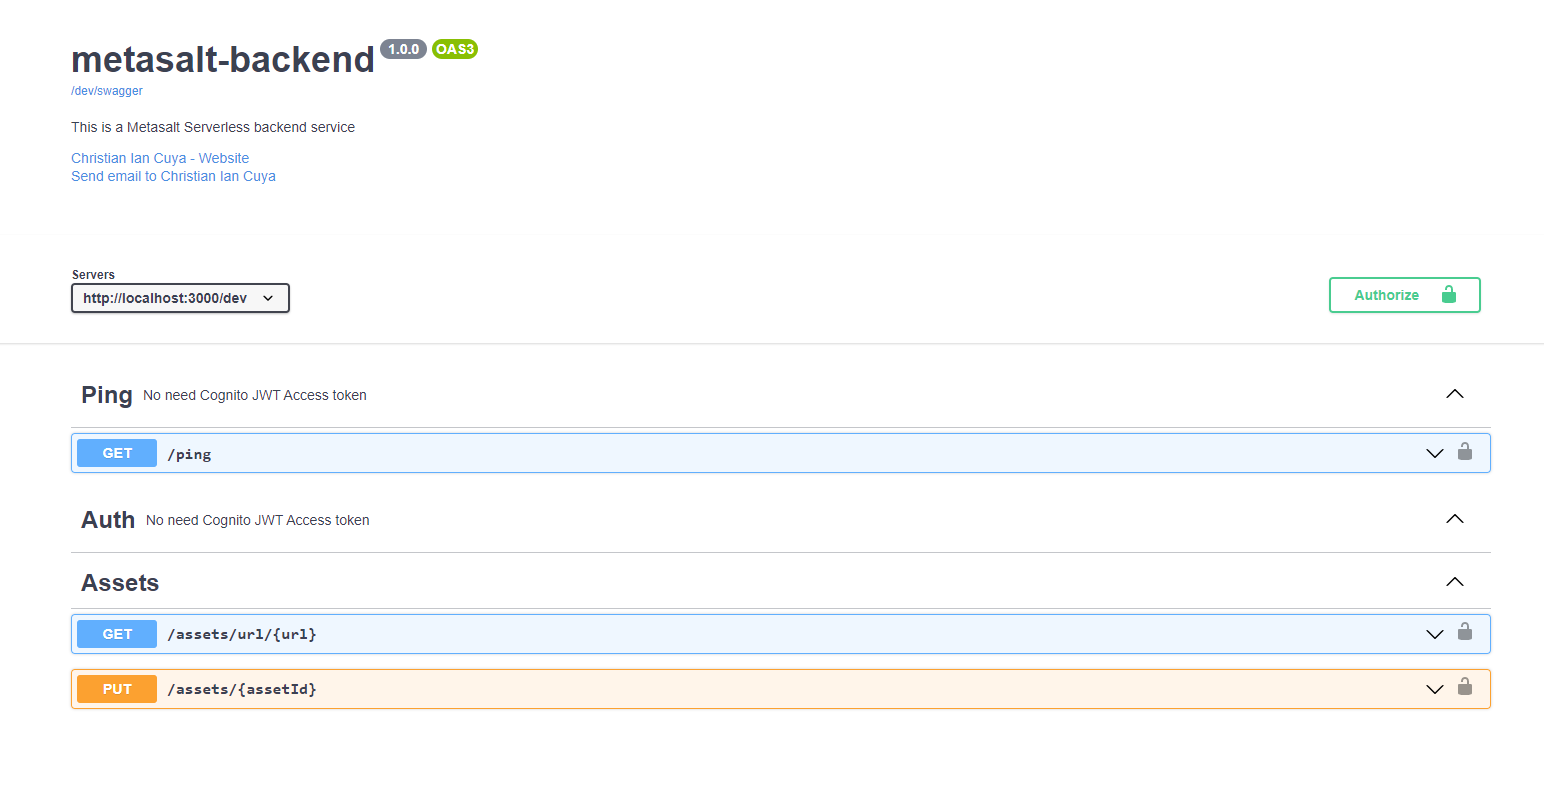 metasalt-backend 1.0.0 OAS3
/dev/swagger
This is a Metasalt Serverless backend service
Christian Ian Cuya - Website
Send email to Christian Ian Cuya
Servers
http://localhost:3000/dev
Authorize
Ping No need Cognito JWT Access token
GET /ping
Auth No need Cognito JWT Access token
Assets
GET /assets/url/{url}
PUT /assets/{assetId}